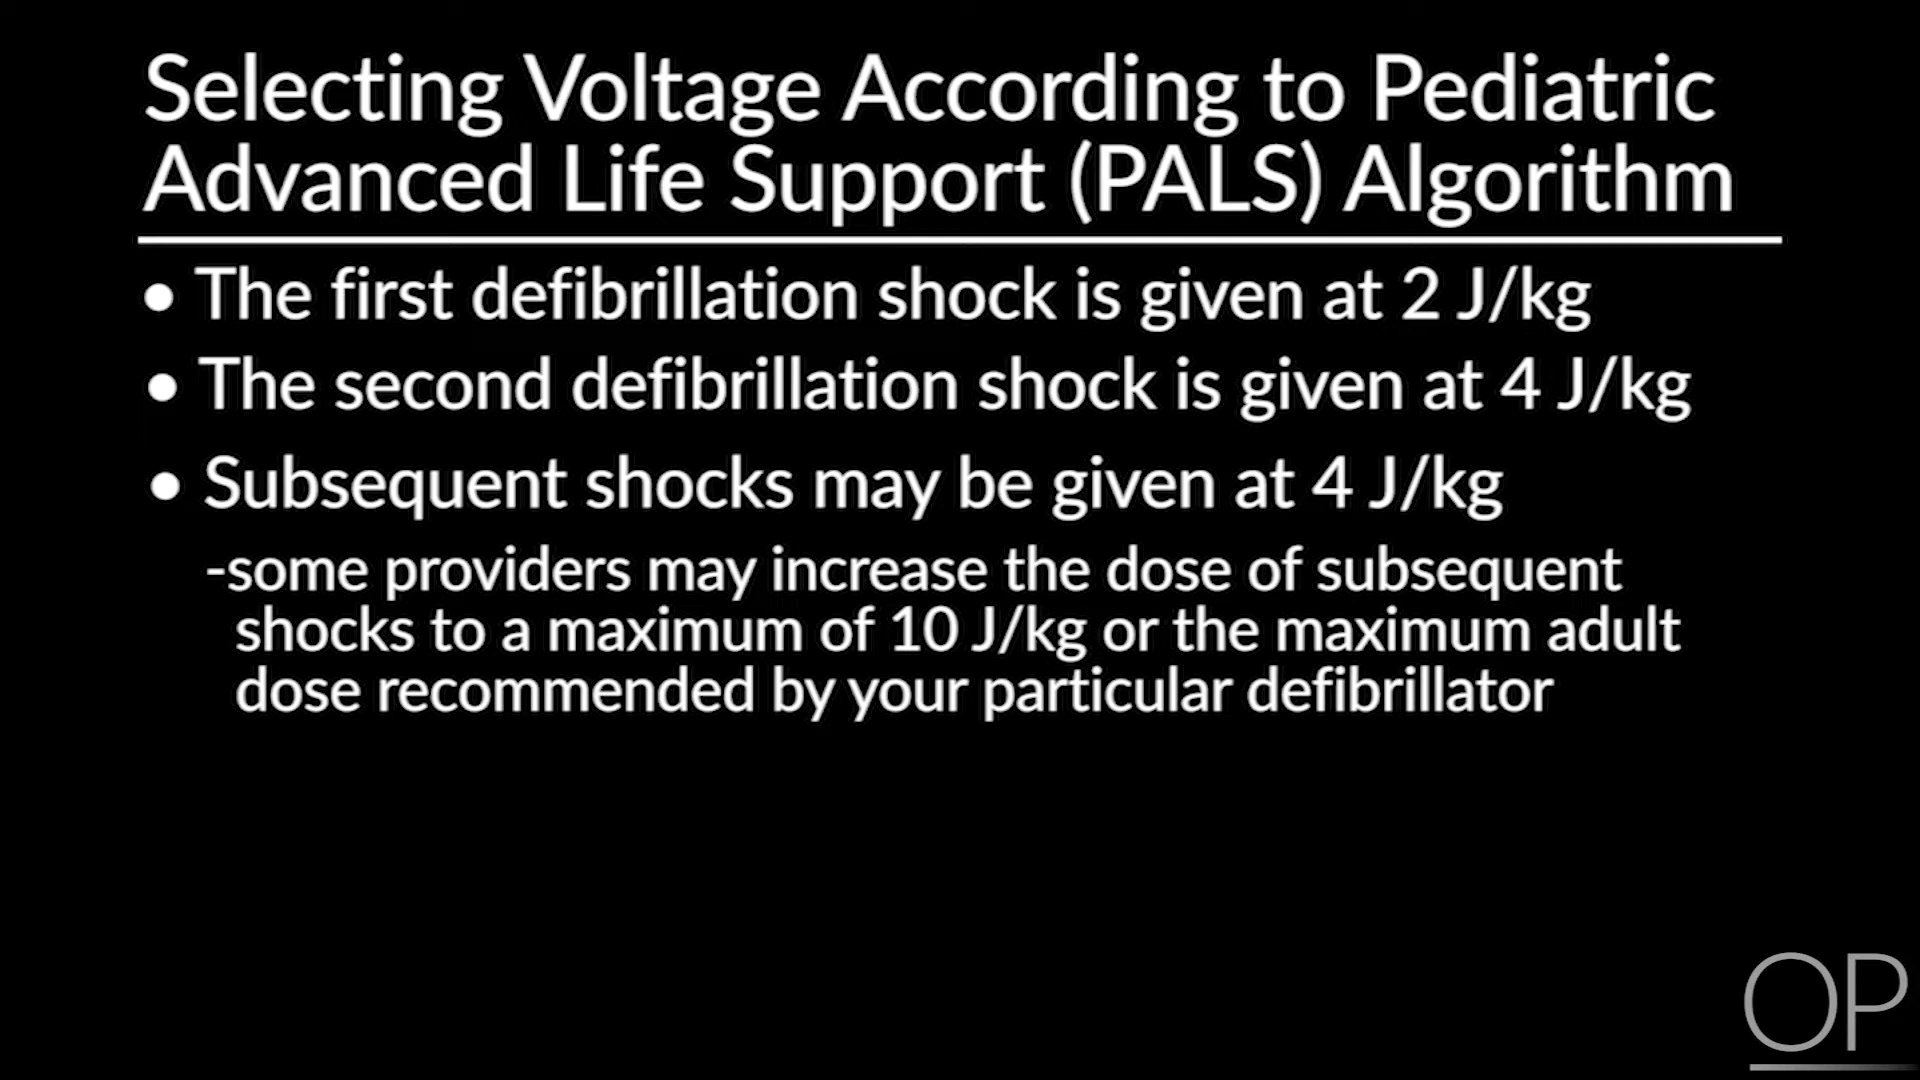 Selecting Voltage According to Pediatric
Advanced Life Support (PALS) Algorithm
• The first defibrillation shock is given at 2 J/kg
• The second defibrillation shock is given at 4 J/kg
• Subsequent shocks may be given at 4 J/kg
-some providers may increase the dose of subsequent
shocks to a maximum of 10 J/kg or the maximum adult
dose recommended by your particular defibrillator
OP